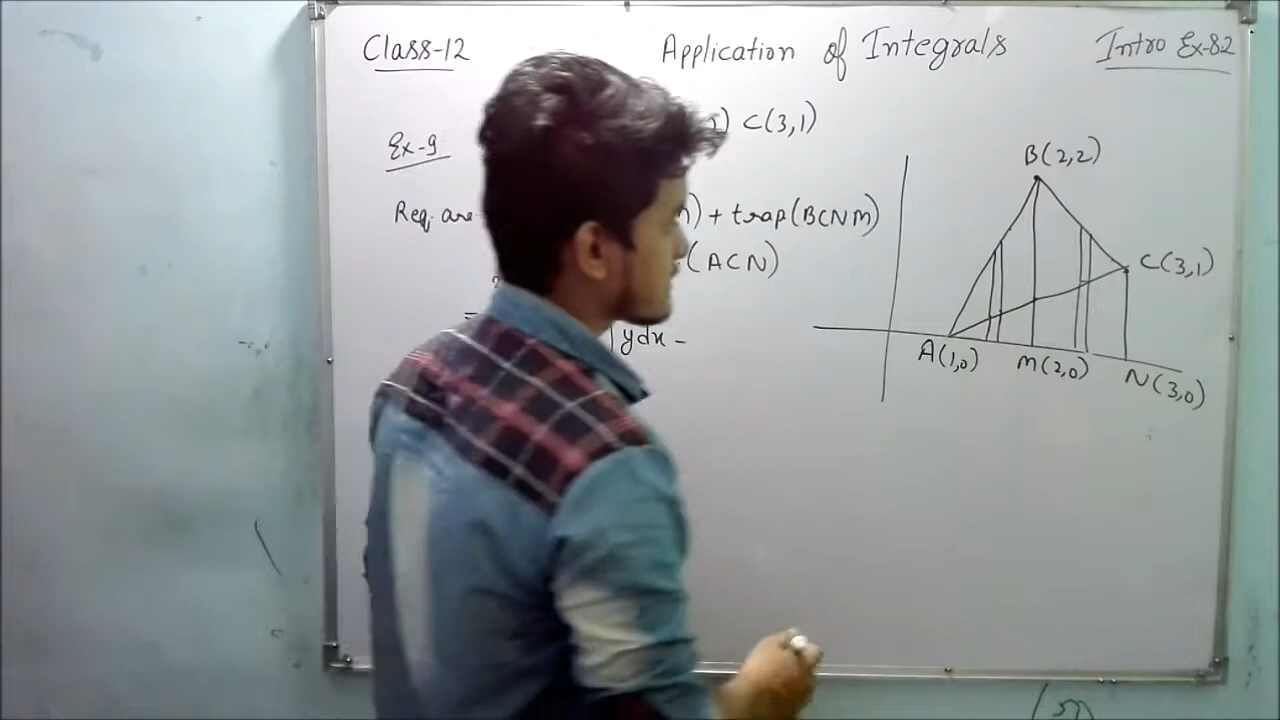 Class-12 Application of Integrals Intro Ex-8.2
Ex-9 C(3,1)
Req. are ) + trap(BCNM)
(ACN)
= ∫ydx -
B(2,2)
C(3,1)
A(1,0) M(2,0) N(3,0)